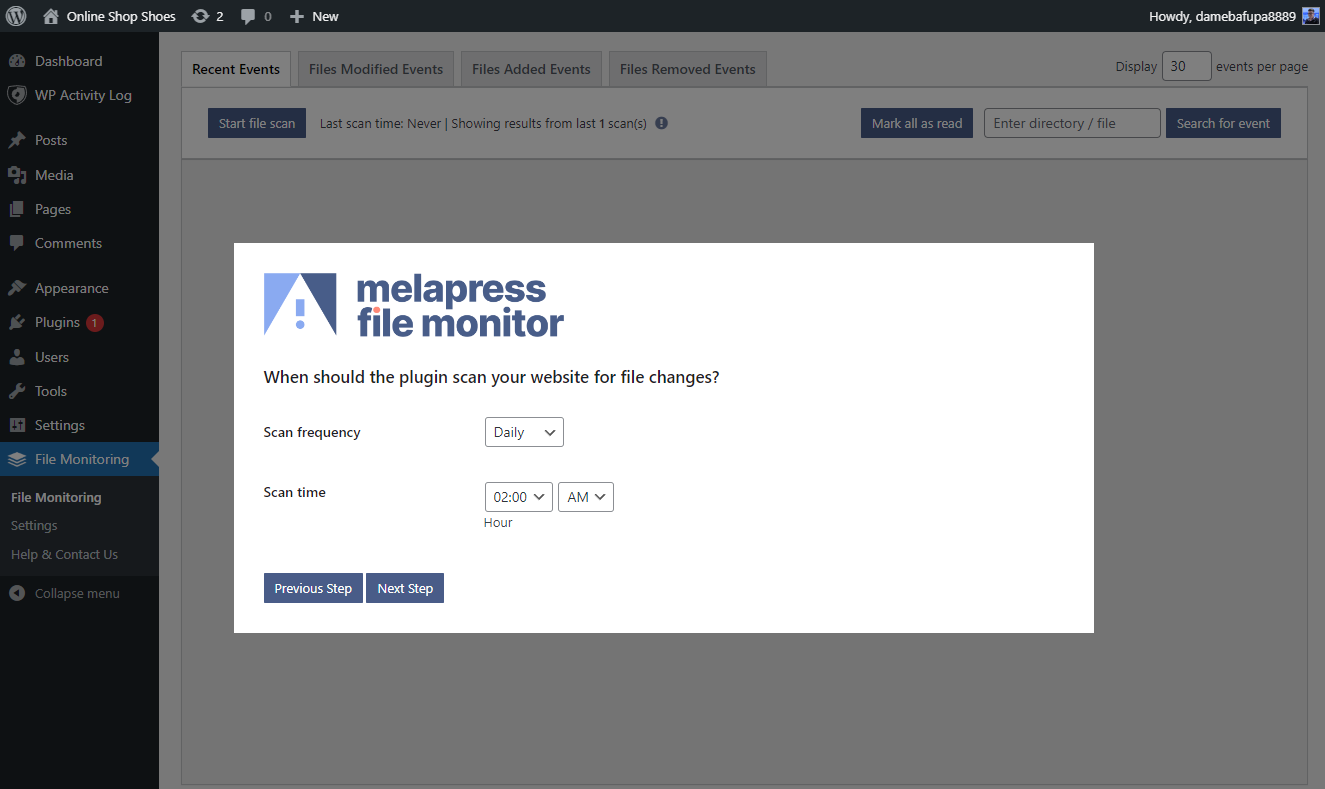 Online Shop Shoes 2 0 New Howdy, damebafupa8889
Dashboard
WP Activity Log
Posts
Media
Pages
Comments
Appearance
Plugins 1
Users
Tools
Settings
File Monitoring
File Monitoring
Settings
Help & Contact Us
Collapse menu
Recent Events Files Modified Events Files Added Events Files Removed Events Display 30 events per page
Start file scan Last scan time: Never | Showing results from last 1 scan(s) Mark all as read Enter directory / file Search for event
melapress
file monitor
When should the plugin scan your website for file changes?
Scan frequency Daily
Scan time 02:00 AM
Hour
Previous Step Next Step